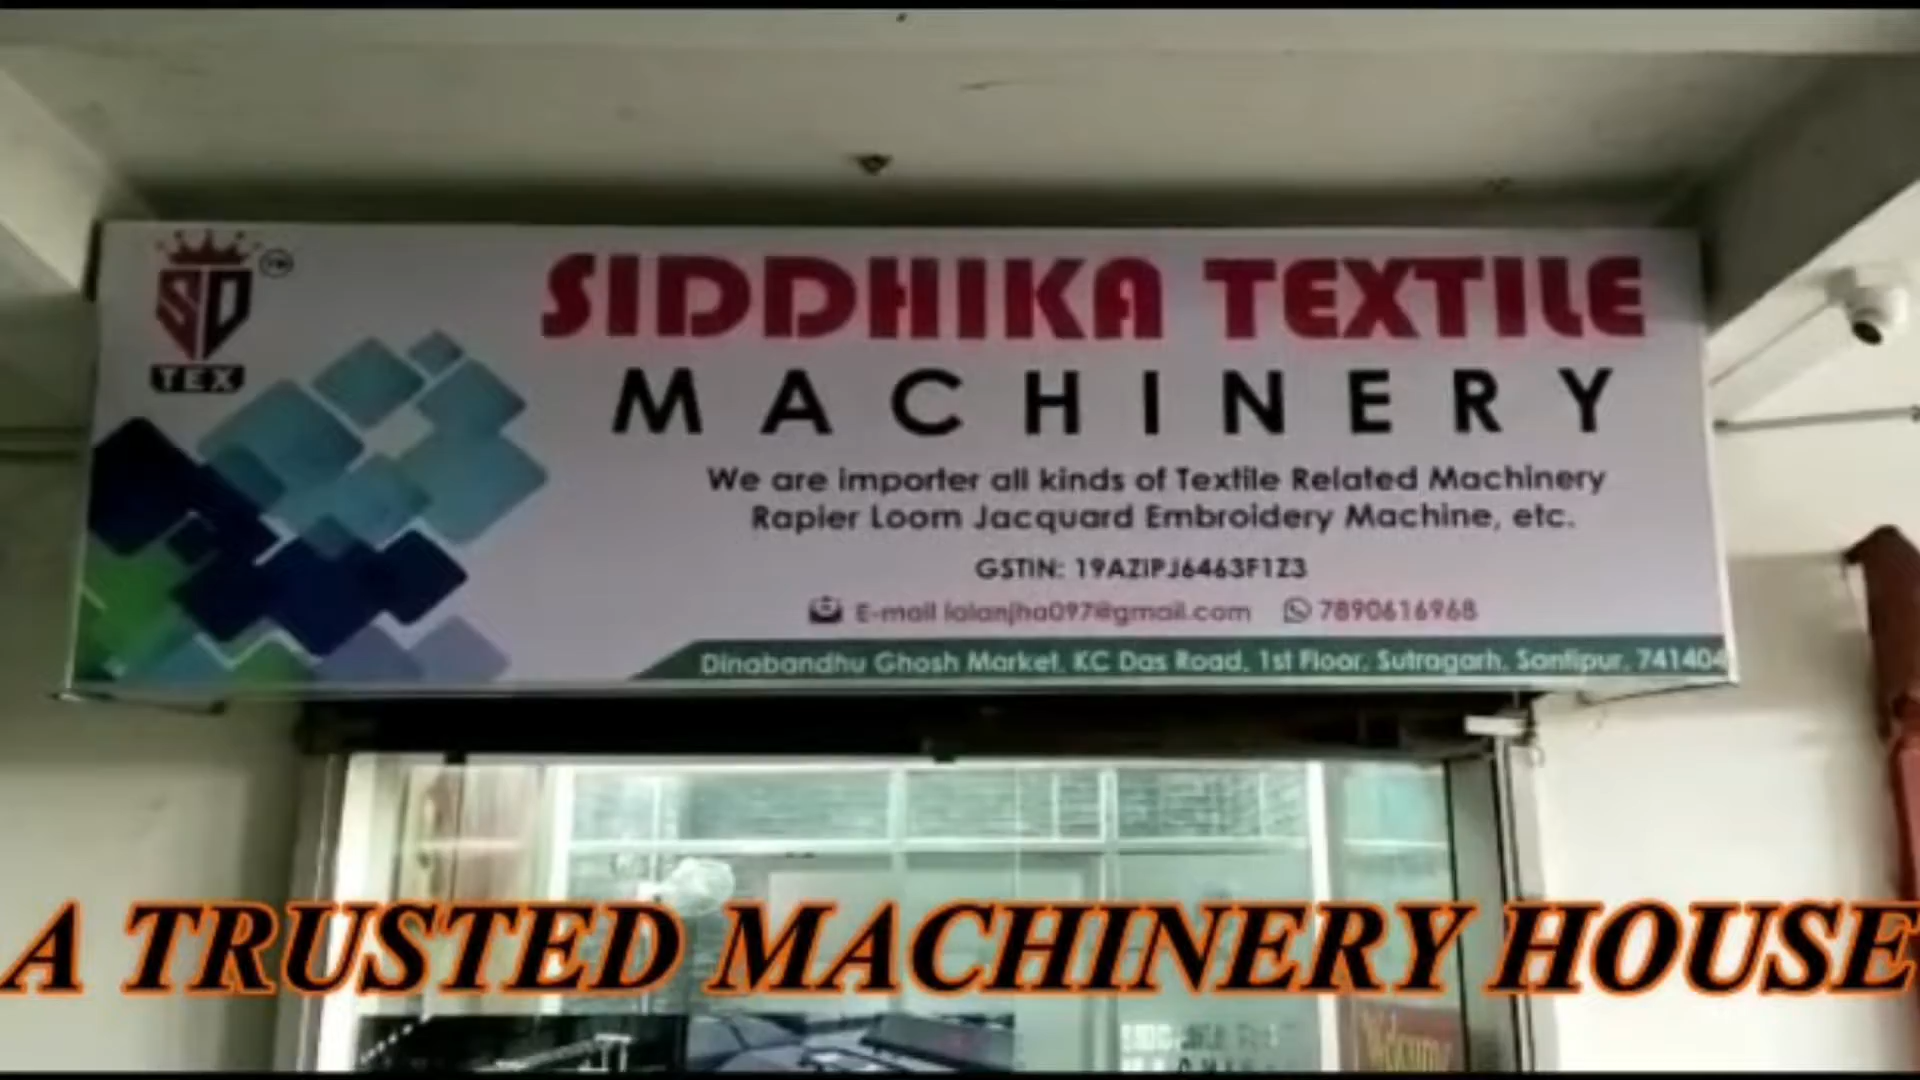 SD
TM
TEX
SIDDHIKA TEXTILE
MACHINERY
We are importer all kinds of Textile Related Machinery
Rapier Loom Jacquard Embroidery Machine, etc.
GSTIN: 19AZIPJ6463F1Z3
E-mail lalanjha097@gmail.com 7890616968
Dinabandhu Ghosh Market, KC Das Road, 1st Floor, Sutragarh, Santipur, 741404
A TRUSTED MACHINERY HOUSE
Welcome